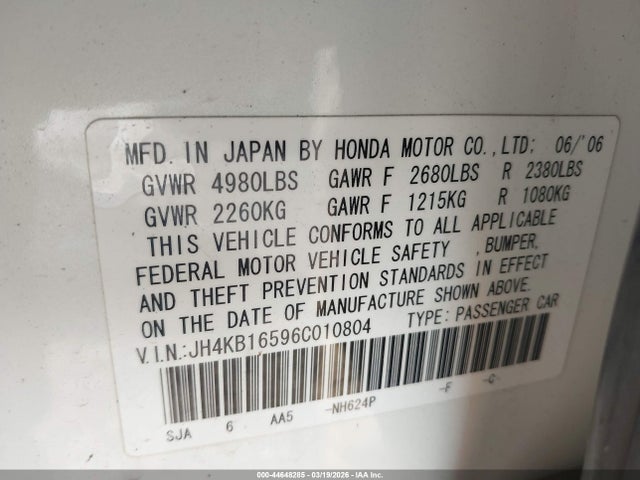 MFD. IN JAPAN BY HONDA MOTOR CO., LTD: 06/'06
GVWR 4980LBS GAWR F 2680LBS R 2380LBS
GVWR 2260KG GAWR F 1215KG R 1080KG
THIS VEHICLE CONFORMS TO ALL APPLICABLE
FEDERAL MOTOR VEHICLE SAFETY , BUMPER,
AND THEFT PREVENTION STANDARDS IN EFFECT
ON THE DATE OF MANUFACTURE SHOWN ABOVE.
V.I.N.:JH4KB16596C010804 TYPE: PASSENGER CAR
SJA 6 AA5 -NH624P -F -C-
000-44648265 - 03/19/2026 - IAA Inc.